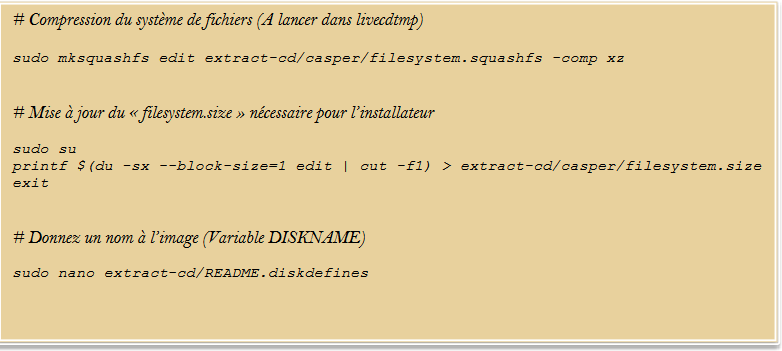 # Compression du système de fichiers (A lancer dans livecdtmp)
sudo mksquashfs edit extract-cd/casper/filesystem.squashfs -comp xz
# Mise à jour du « filesystem.size » nécessaire pour l'installateur
sudo su
printf $(du -sx --block-size=1 edit | cut -f1) > extract-cd/casper/filesystem.size
exit
# Donnez un nom à l'image (Variable DISKNAME)
sudo nano extract-cd/README.diskdefines